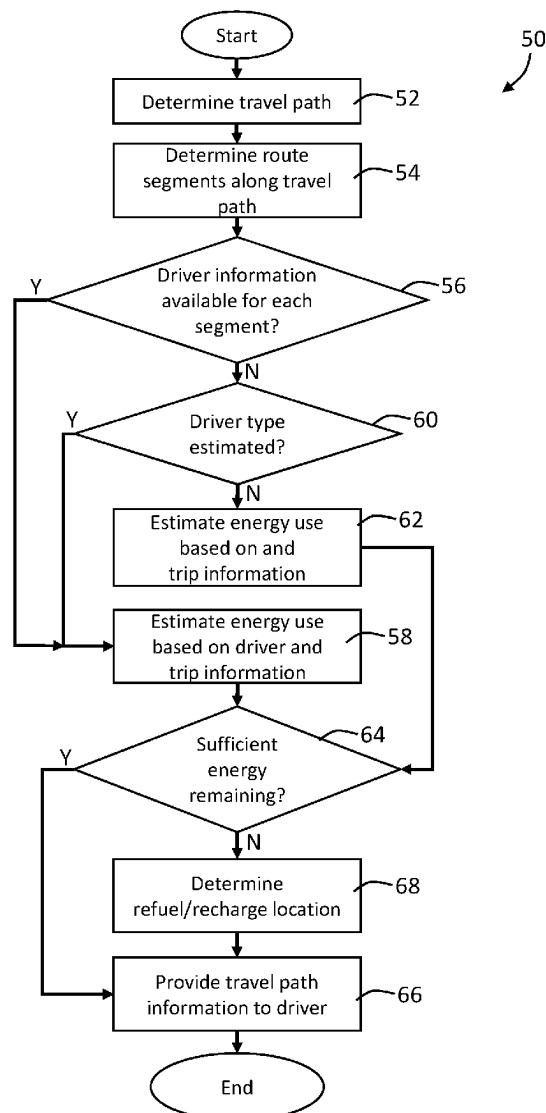 Start
50
Determine travel path
52
Determine route
segments along travel
path
54
Driver information
available for each
segment?
56
Y
N
Driver type
estimated?
60
Y
N
Estimate energy use
based on and
trip information
62
Estimate energy use
based on driver and
trip information
58
Sufficient
energy
remaining?
64
Y
N
Determine
refuel/recharge location
68
Provide travel path
information to driver
66
End